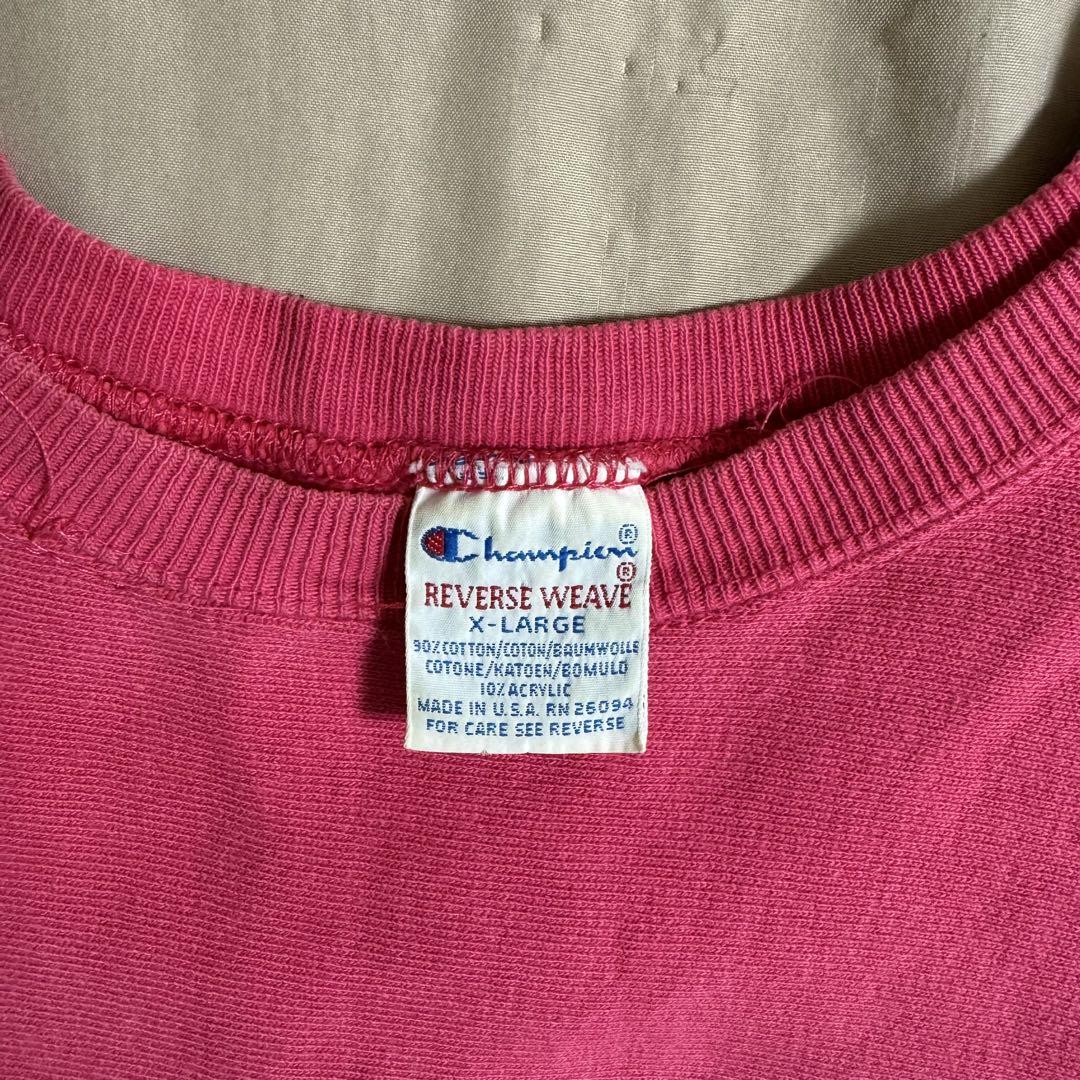 Champion®
REVERSE WEAVE®
X-LARGE
90% COTTON/COTON/BAUMWOLLE
COTONE/KATOEN/BOMULD
10% ACRYLIC
MADE IN U.S.A. RN 26094
FOR CARE SEE REVERSE